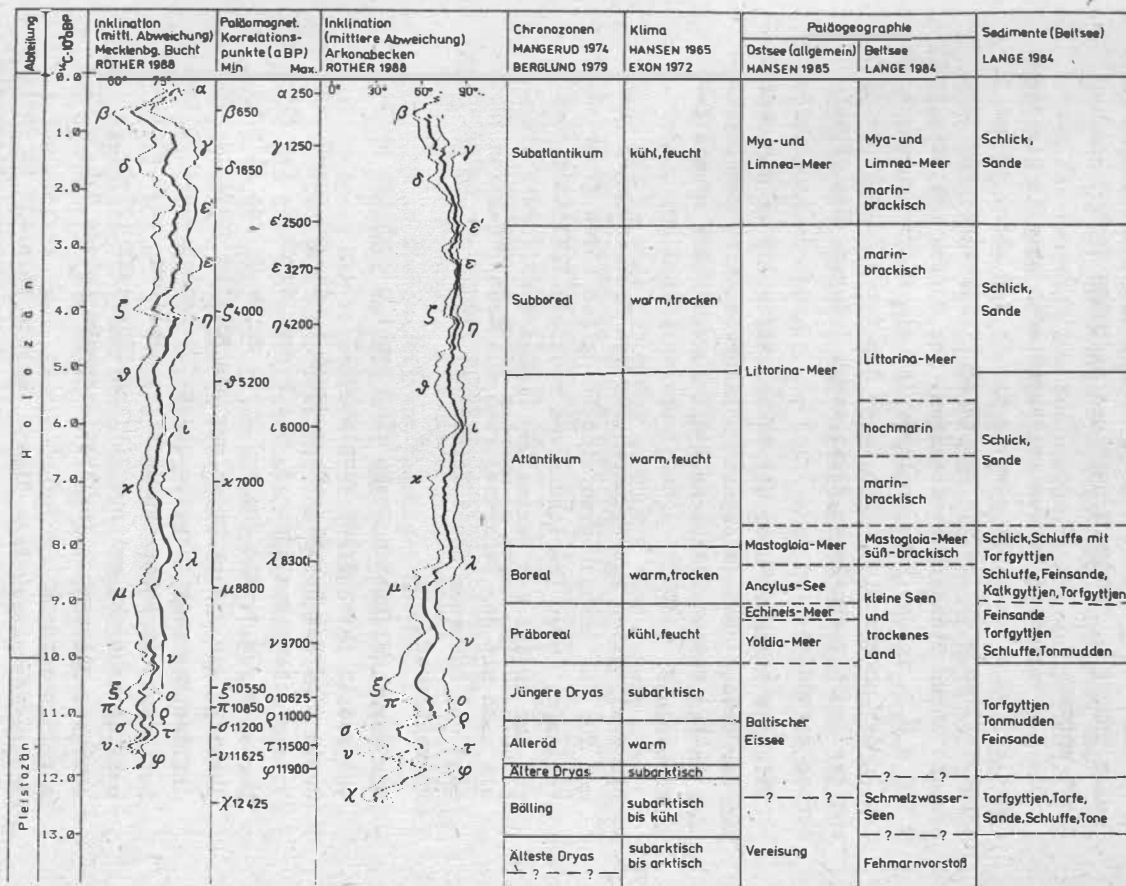 Abteilung
¹⁴C·10³aBP
Inklination
(mittl. Abweichung)
Mecklenbg. Bucht
ROTHER 1988
Paläomagnet.
Korrelations-
punkte (aBP)
Min Max.
Inklination
(mittlere Abweichung)
Arkonabecken
ROTHER 1988
Chronozonen
MANGERUD 1974
BERGLUND 1979
Klima
HANSEN 1965
EXON 1972
Paläogeographie
Ostsee (allgemein)
HANSEN 1985
Beltsee
LANGE 1984
Sedimente (Beltsee)
LANGE 1984
Holozän
Pleistozän
0.0
1.0
2.0
3.0
4.0
5.0
6.0
7.0
8.0
9.0
10.0
11.0
12.0
13.0
60° 75°
α
β
γ
δ
ε'
ε
ζ
η
ϑ
ι
ϰ
λ
μ
ν
ξ
ο
π
ϱ
σ
τ
υ
φ
α 250
β 650
γ 1250
δ 1850
ε' 2500
ε 3270
ζ 4000
η 4200
ϑ 5200
ι 6000
ϰ 7000
λ 8300
μ 8800
ν 9700
ξ 10550
ο 10625
π 10850
ϱ 11000
σ 11200
τ 11500
υ 11625
φ 11900
χ 12425
0° 30° 60° 90°
β
γ
δ
ε'
ε
ζ
η
ϑ
ι
ϰ
λ
μ
ν
ξ
ο
π
ϱ
σ
τ
υ
φ
χ
Subatlantikum
Subboreal
Atlantikum
Boreal
Präboreal
Jüngere Dryas
Alleröd
Ältere Dryas
Bölling
Älteste Dryas
— ? — — ? —
kühl, feucht
warm, trocken
warm, feucht
warm, trocken
kühl, feucht
subarktisch
warm
subarktisch
subarktisch
bis kühl
subarktisch
bis arktisch
Mya- und
Limnea-Meer
Littorina-Meer
Mastogloia-Meer
Ancylus-See
Echineis-Meer
Yoldia-Meer
Baltischer
Eissee
— ? — — ? —
Vereisung
Mya- und
Limnea-Meer
marin-
brackisch
marin-
brackisch
Littorina-Meer
hochmarin
marin-
brackisch
Mastogloia-Meer
süß-brackisch
kleine Seen
und
trockenes
Land
— ? — — ? —
Schmelzwasser-
Seen
— ? — — ? —
Fehmarnvorstoß
Schlick,
Sande
Schlick,
Sande
Schlick,
Sande
Schlick, Schluffe mit
Torfgyttjen
Schluffe, Feinsande,
Kalkgyttjen, Torfgyttjen
Feinsande
Torfgyttjen
Schluffe, Tonmudden
Torfgyttjen
Tonmudden
Feinsande
Torfgyttjen, Torfe,
Sande, Schluffe, Tone